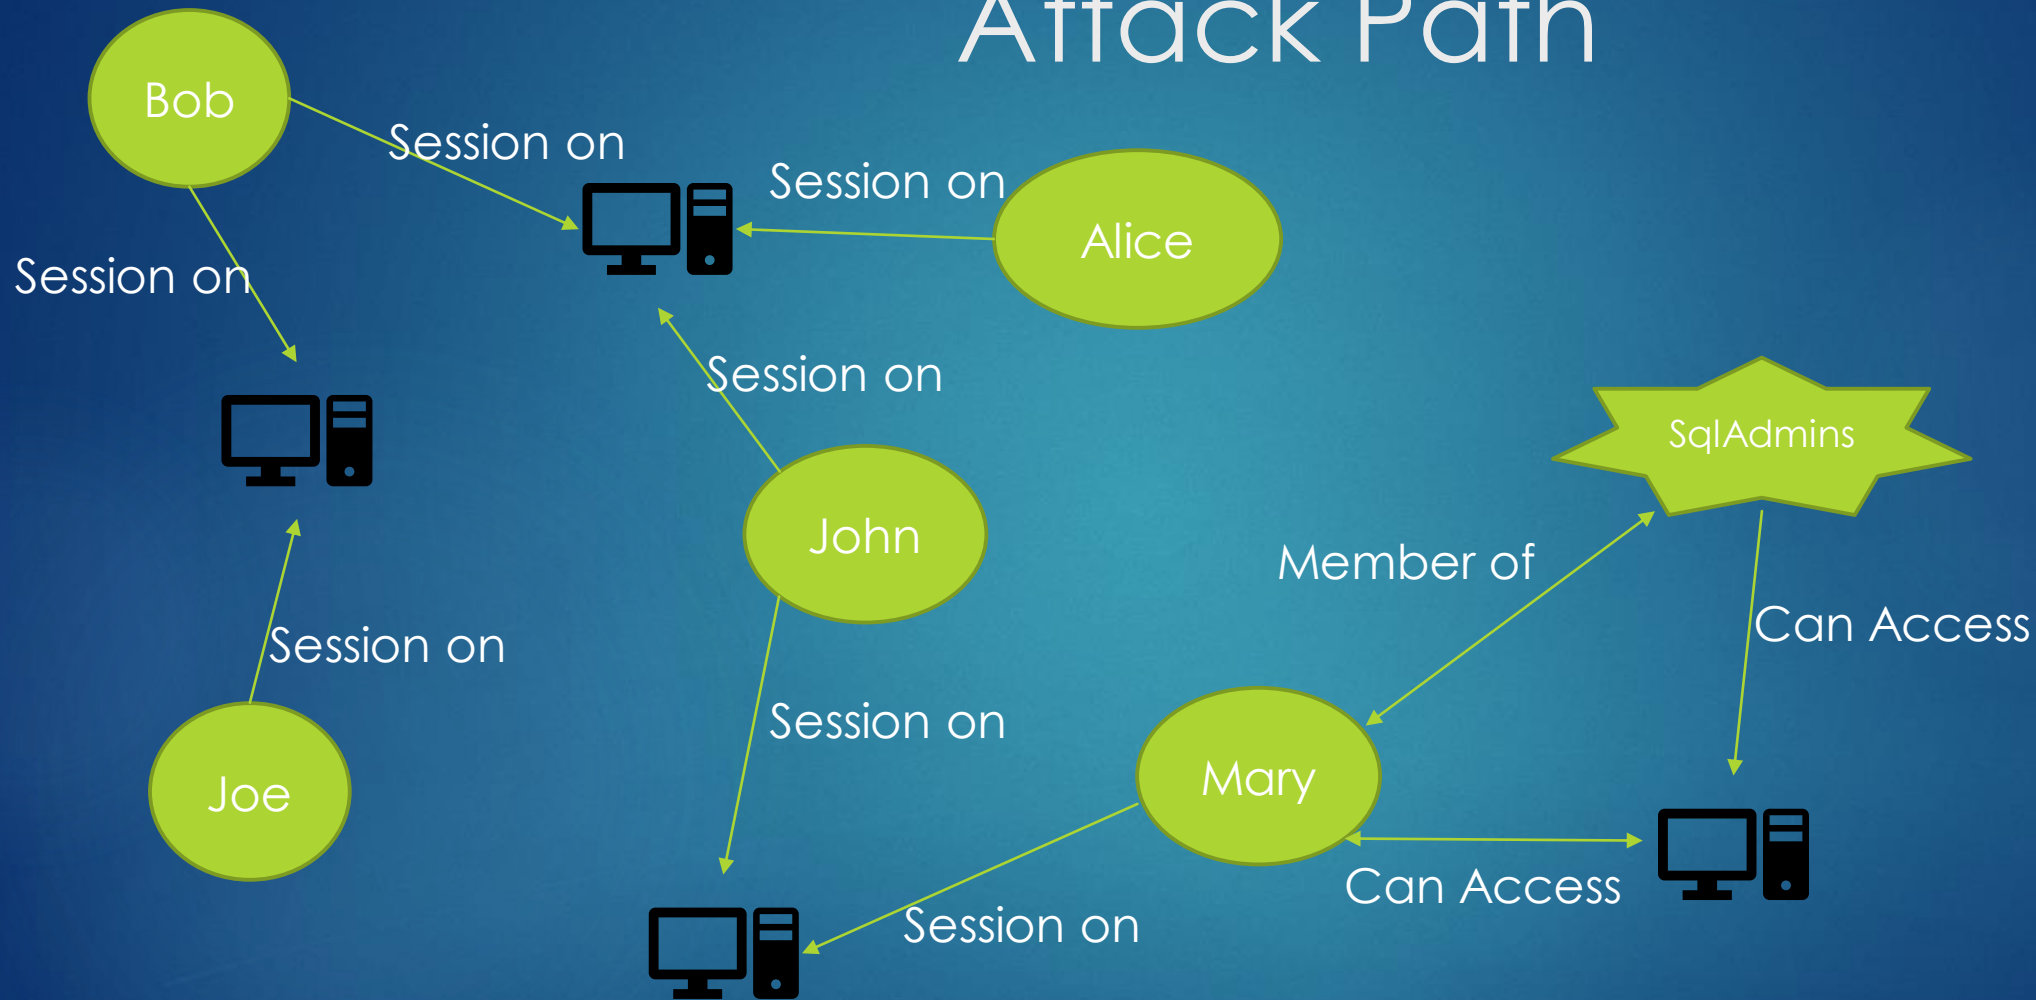 Attack Path
Bob
Session on
Session on
Alice
Session on
Session on
SqlAdmins
John
Member of
Can Access
Session on
Session on
Mary
Joe
Can Access
Session on